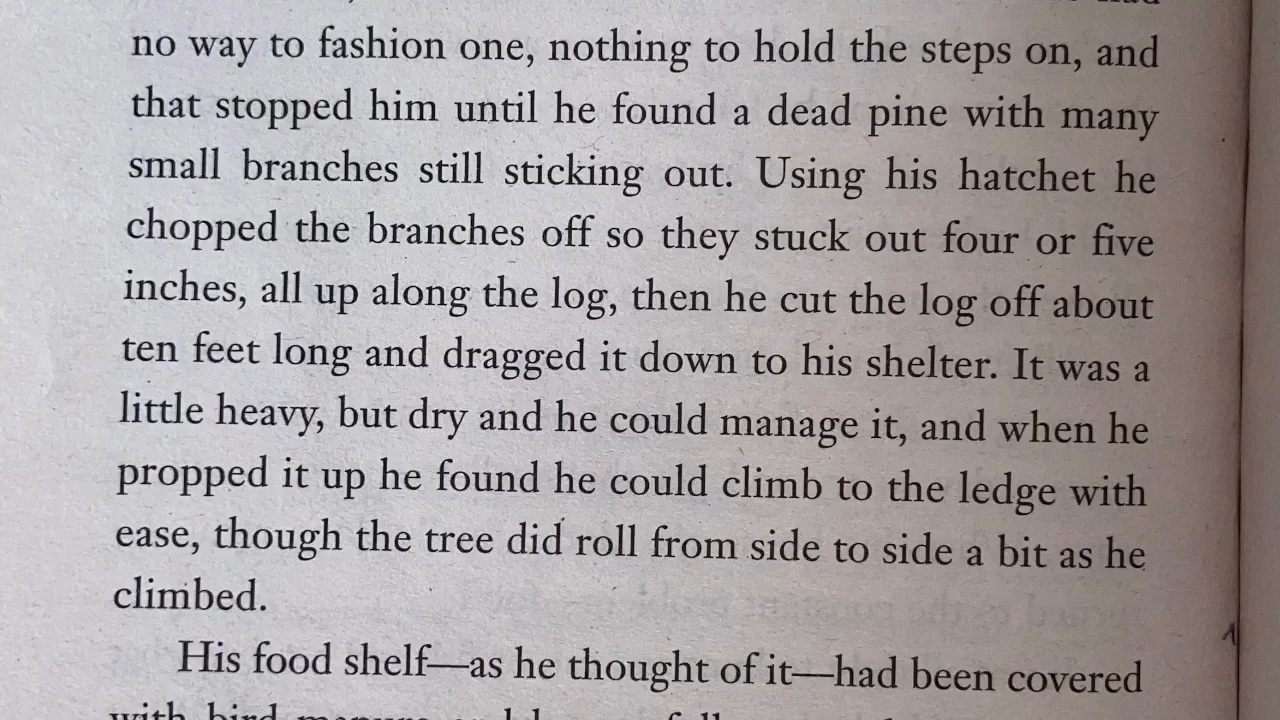 no way to fashion one, nothing to hold the steps on, and
that stopped him until he found a dead pine with many
small branches still sticking out. Using his hatchet he
chopped the branches off so they stuck out four or five
inches, all up along the log, then he cut the log off about
ten feet long and dragged it down to his shelter. It was a
little heavy, but dry and he could manage it, and when he
propped it up he found he could climb to the ledge with
ease, though the tree did roll from side to side a bit as he
climbed.
His food shelf—as he thought of it—had been covered
with bird